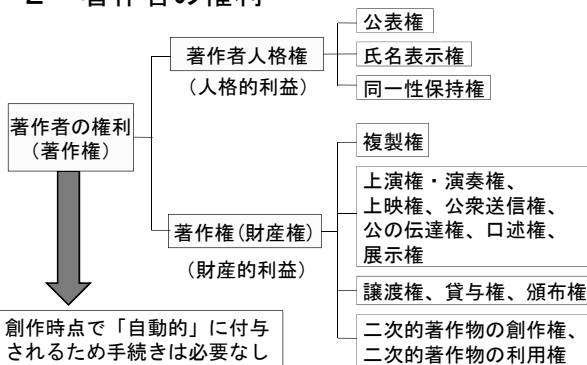 2 著作者の権利
公表権
著作者人格権
氏名表示権
(人格的利益)
同一性保持権
著作者の権利
(著作権)
複製権
上演権・演奏権、
上映権、公衆送信権、
公の伝達権、口述権、
展示権
著作権(財産権)
(財産的利益)
譲渡権、貸与権、頒布権
創作時点で「自動的」に付与
されるため手続きは必要なし
二次的著作物の創作権、
二次的著作物の利用権